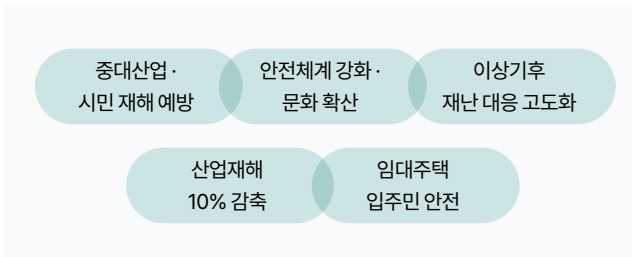 중대산업 ·
시민 재해 예방
안전체계 강화 ·
문화 확산
이상기후
재난 대응 고도화
산업재해
10% 감축
임대주택
입주민 안전